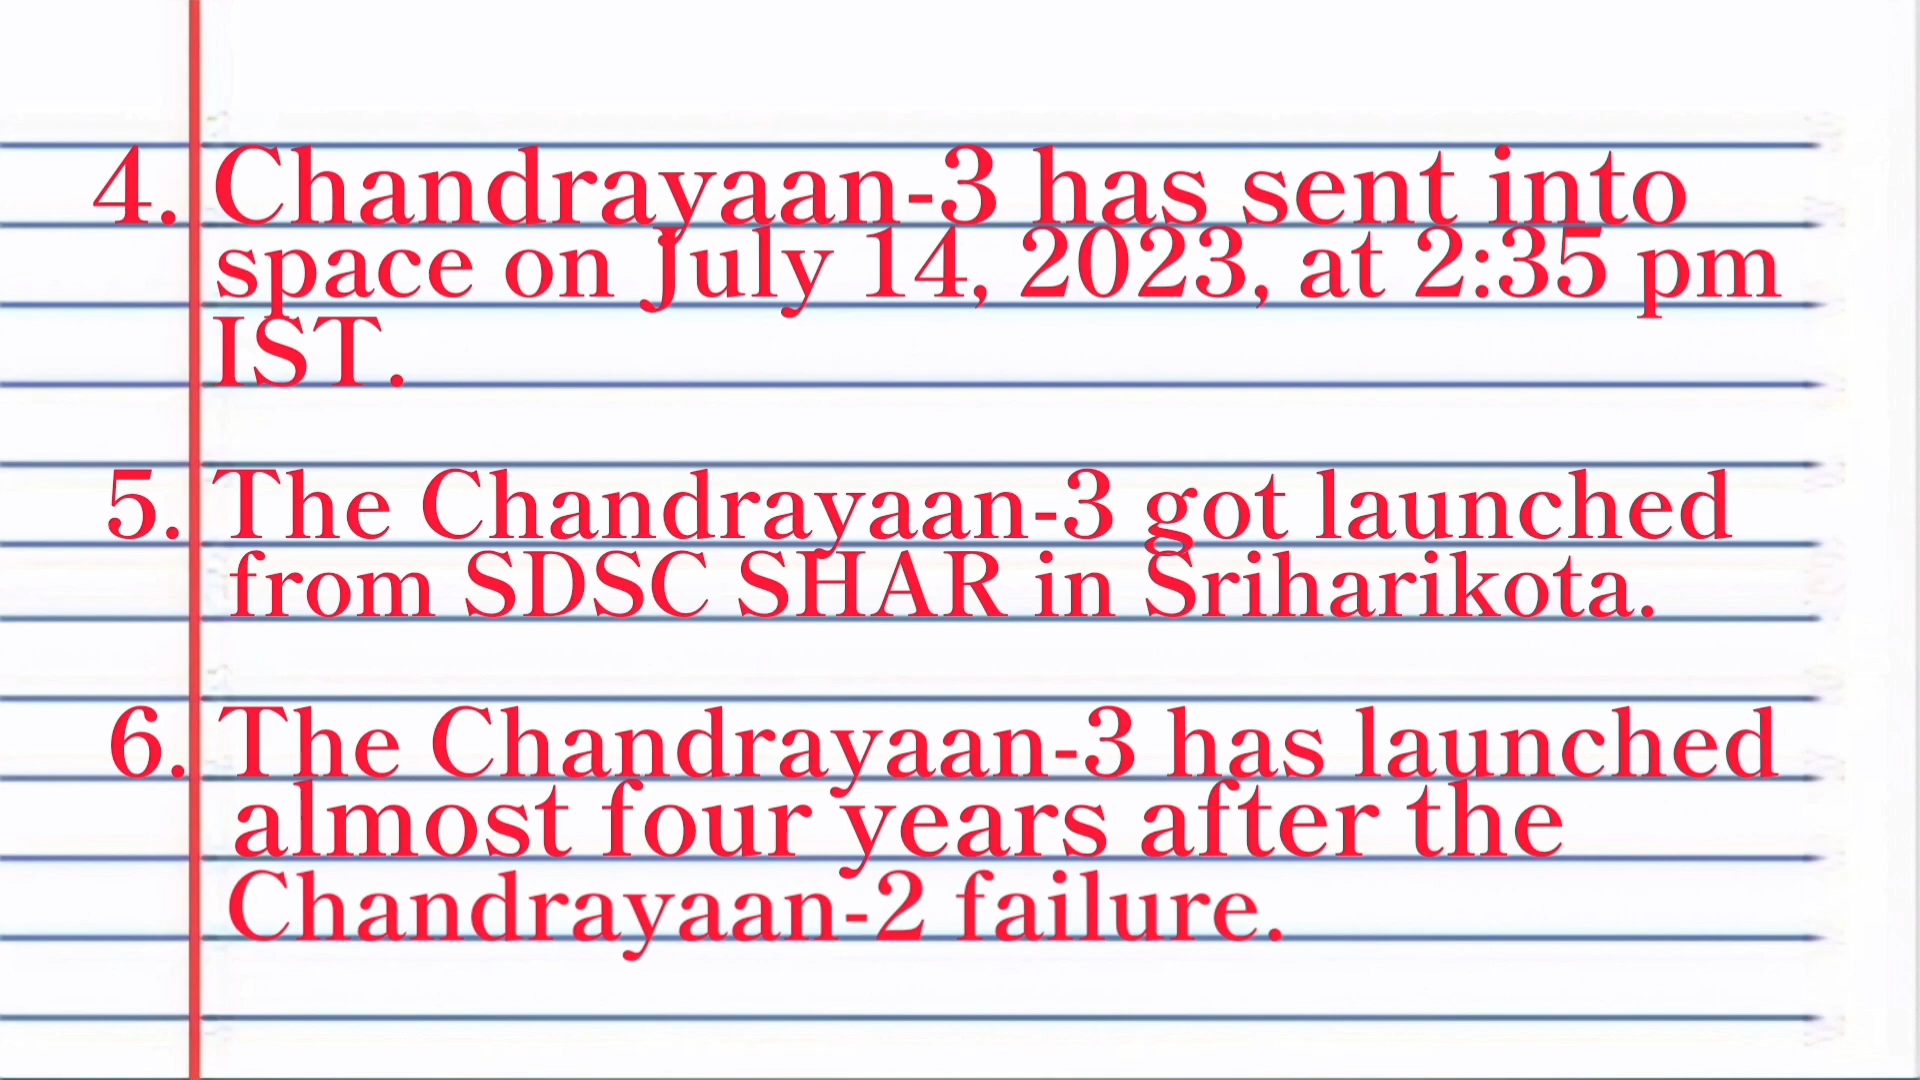 4. Chandrayaan-3 has sent into
space on July 14, 2023, at 2:35 pm
IST.
5. The Chandrayaan-3 got launched
from SDSC SHAR in Sriharikota.
6. The Chandrayaan-3 has launched
almost four years after the
Chandrayaan-2 failure.